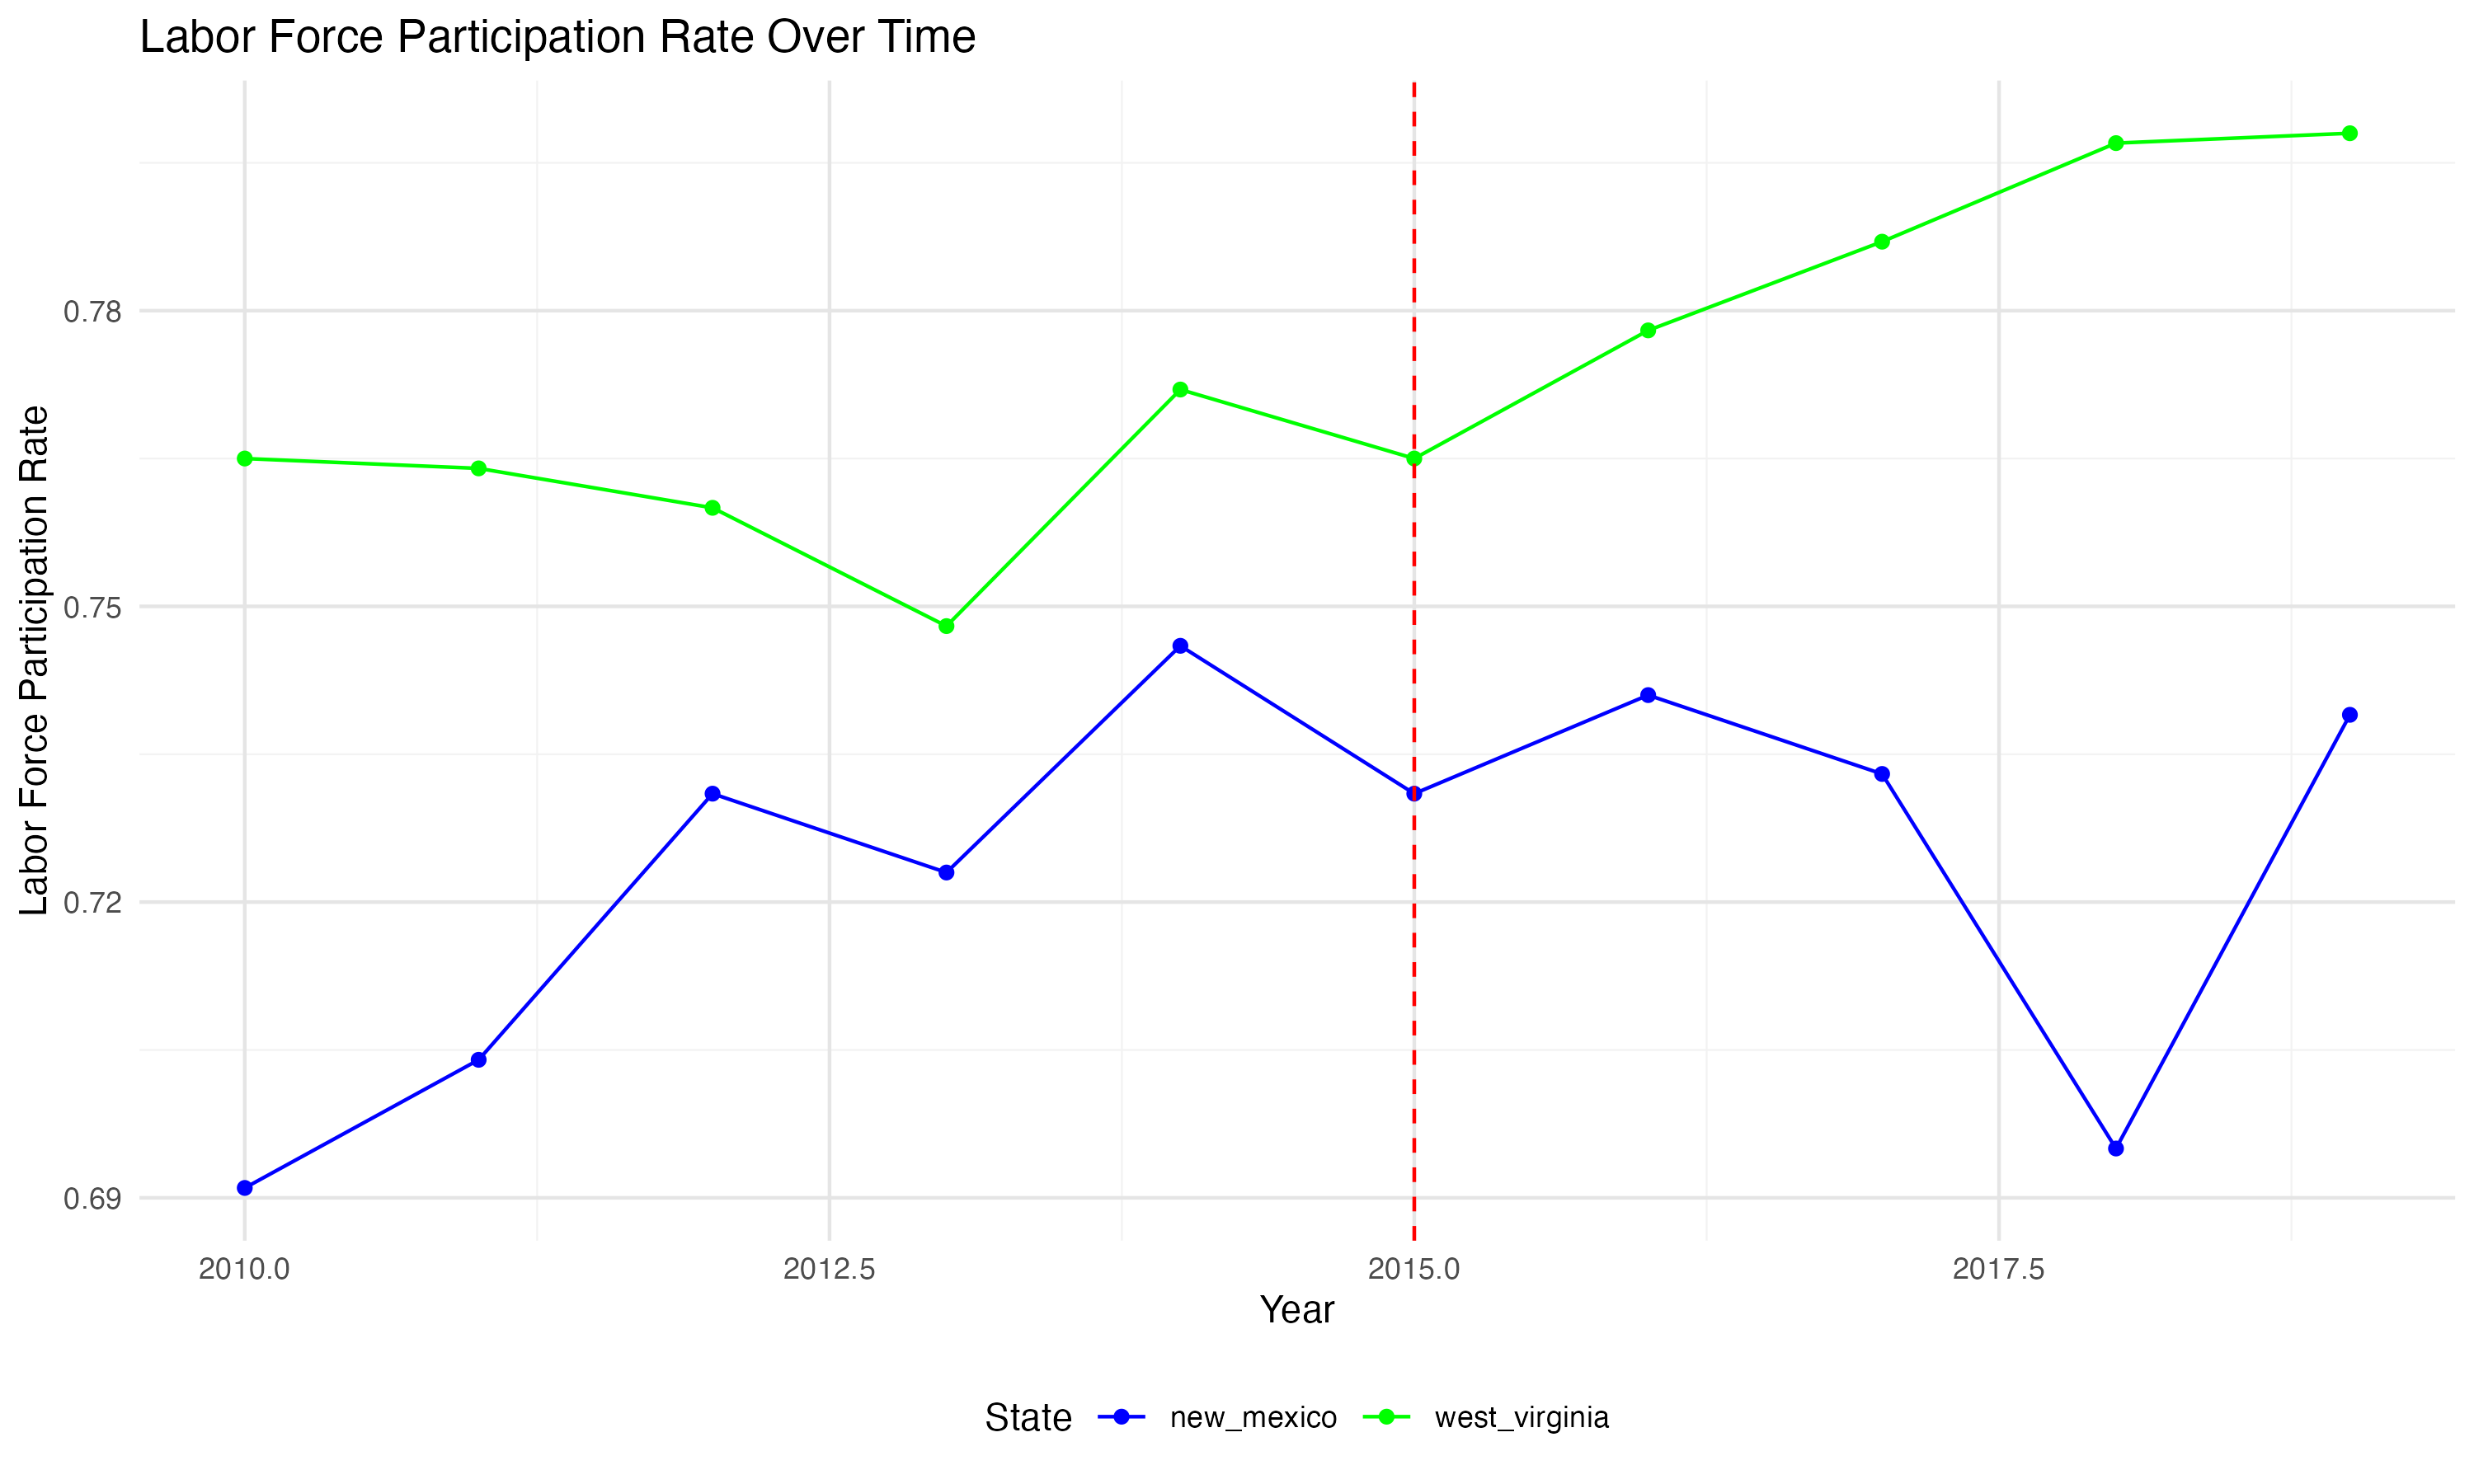 Labor Force Participation Rate Over Time
Labor Force Participation Rate
0.78
0.75
0.72
0.69
2010.0 2012.5 2015.0 2017.5
Year
State new_mexico west_virginia